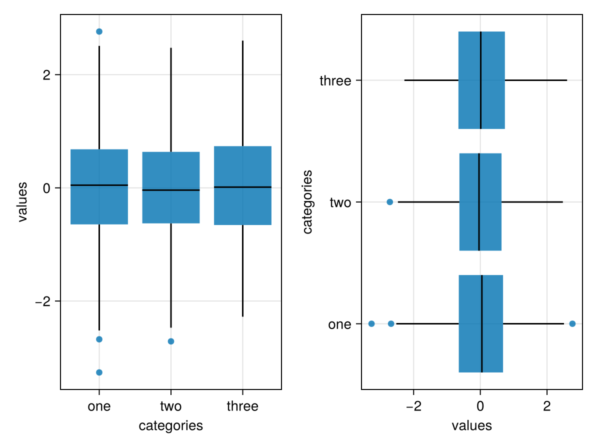 values
2
0
−2
one two three
categories
categories
three
two
one
−2 0 2
values